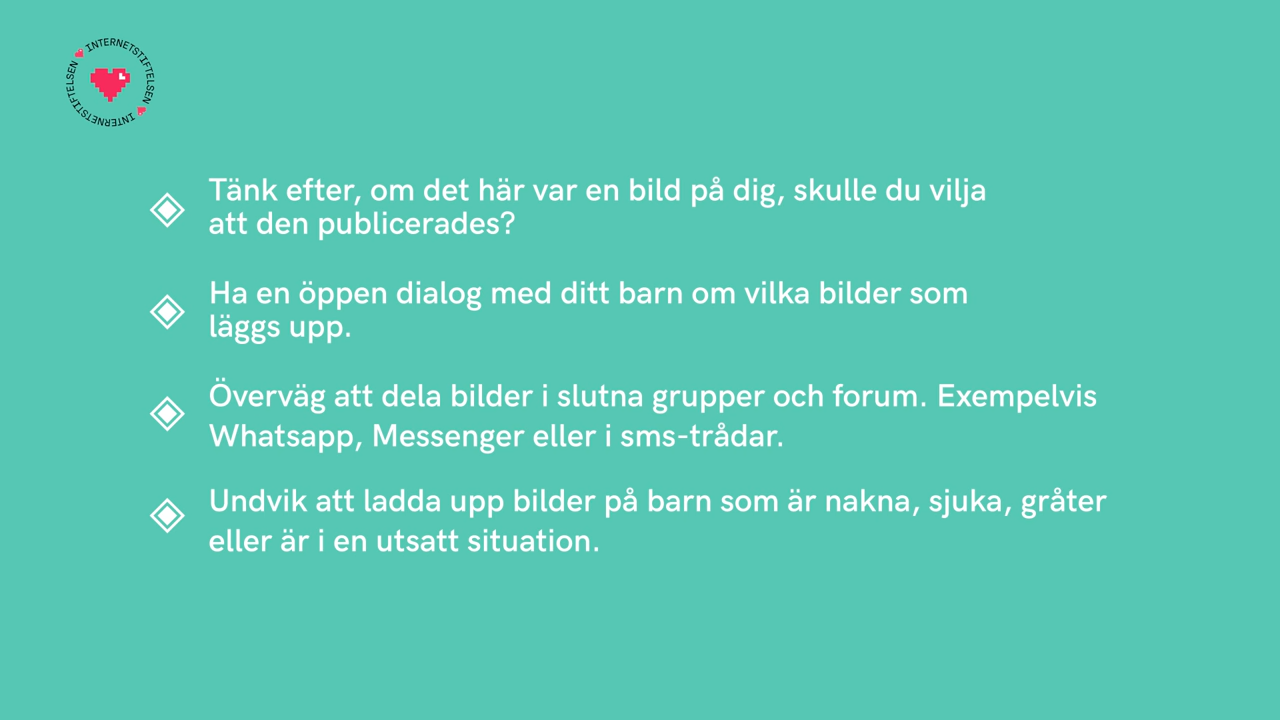 INTERNETSTIFTELSEN INTERNETSTIFTELSEN
Tänk efter, om det här var en bild på dig, skulle du vilja
att den publicerades?
Ha en öppen dialog med ditt barn om vilka bilder som
läggs upp.
Överväg att dela bilder i slutna grupper och forum. Exempelvis
Whatsapp, Messenger eller i sms-trådar.
Undvik att ladda upp bilder på barn som är nakna, sjuka, gråter
eller är i en utsatt situation.